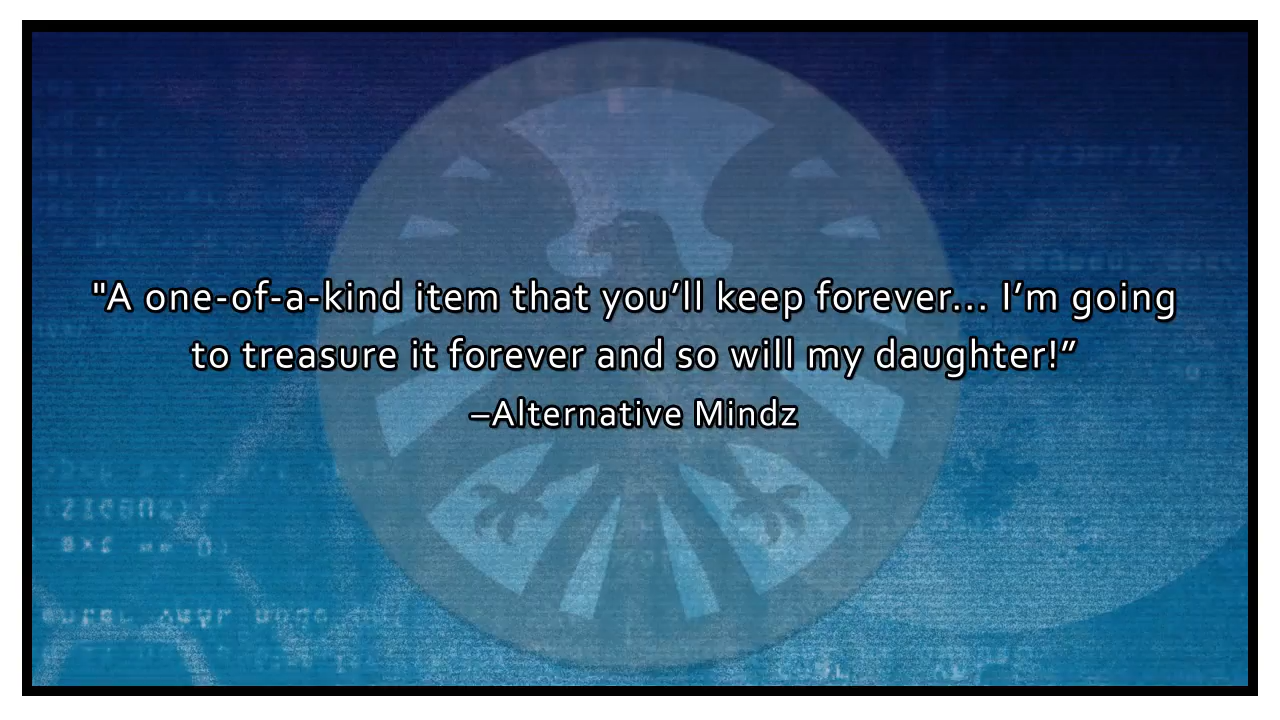 "A one-of-a-kind item that you’ll keep forever... I’m going
to treasure it forever and so will my daughter!”
–Alternative Mindz